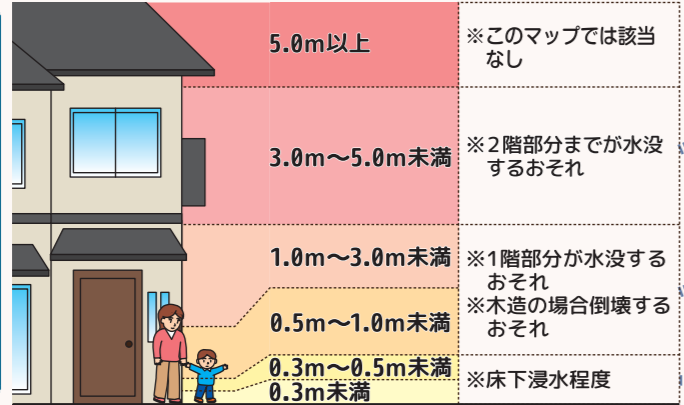 5.0m以上
※このマップでは該当
なし
3.0m～5.0m未満
※2階部分までが水没
するおそれ
1.0m～3.0m未満
※1階部分が水没する
おそれ
※木造の場合倒壊する
おそれ
0.5m～1.0m未満
0.3m～0.5m未満
0.3m未満
※床下浸水程度